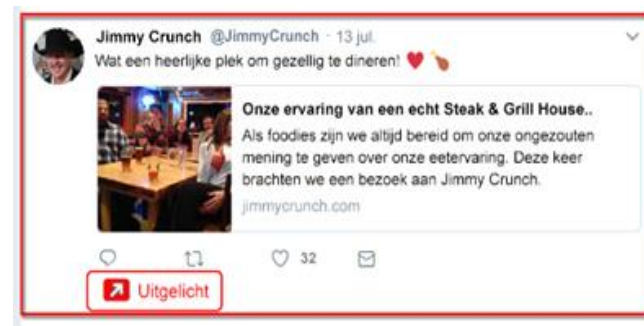 Jimmy Crunch @JimmyCrunch · 13 jul.
Wat een heerlijke plek om gezellig te dineren! ❤️ 🍗
Onze ervaring van een echt Steak & Grill House..
Als foodies zijn we altijd bereid om onze ongezouten
mening te geven over onze eetervaring. Deze keer
brachten we een bezoek aan Jimmy Crunch.
jimmycrunch.com
32
Uitgelicht